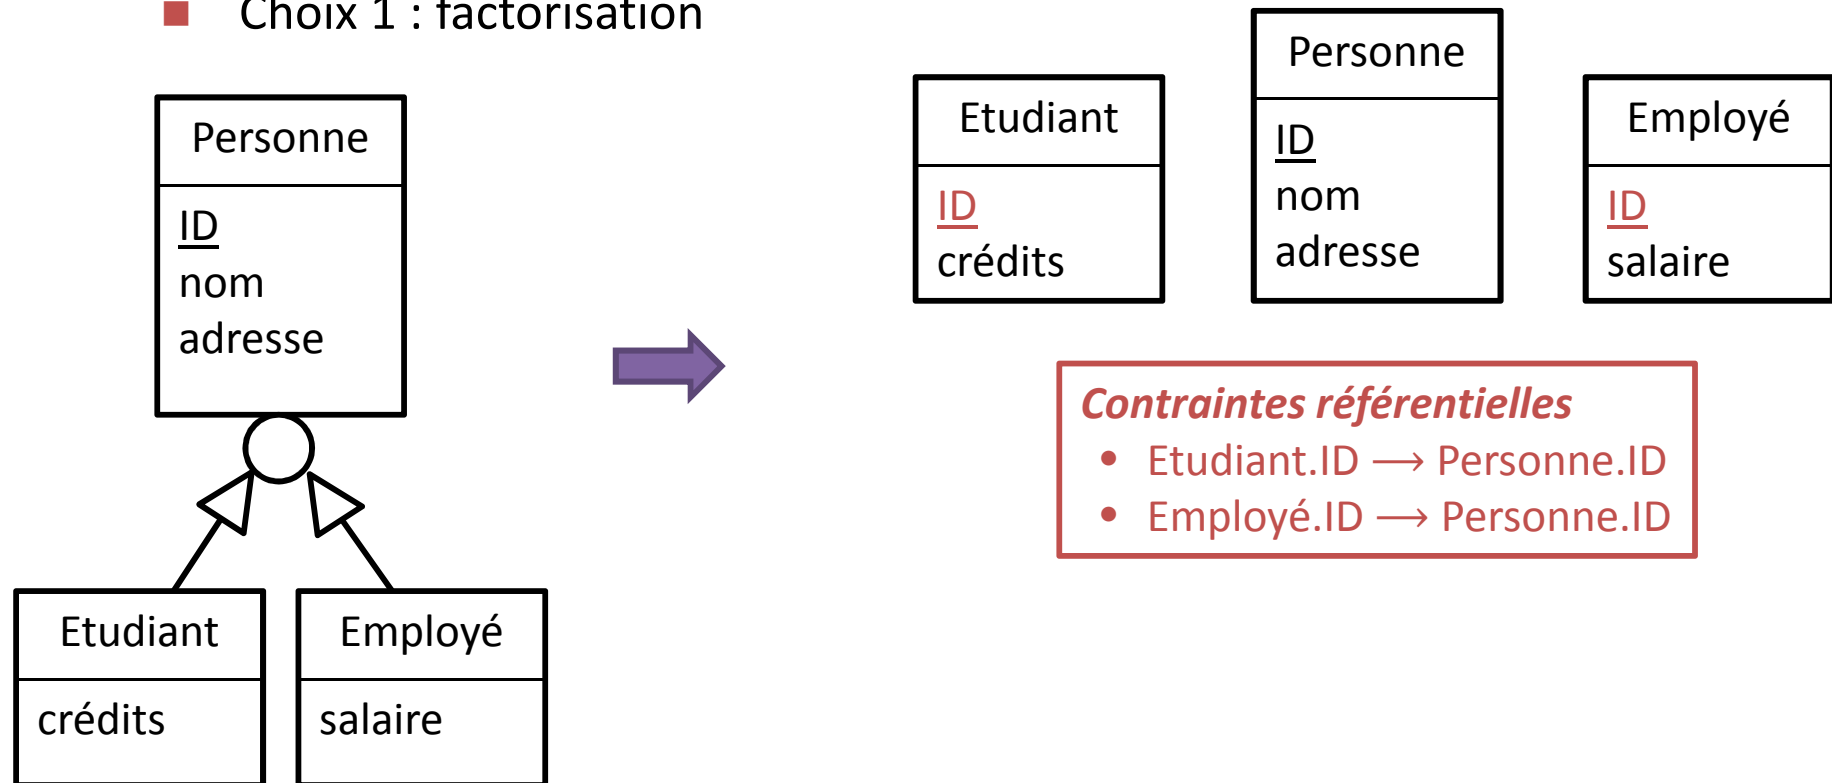 Choix 1 : factorisation
Personne
ID
nom
adresse
Etudiant
crédits
Employé
salaire
Etudiant
ID
crédits
Personne
ID
nom
adresse
Employé
ID
salaire
Contraintes référentielles
• Etudiant.ID ⟶ Personne.ID
• Employé.ID ⟶ Personne.ID